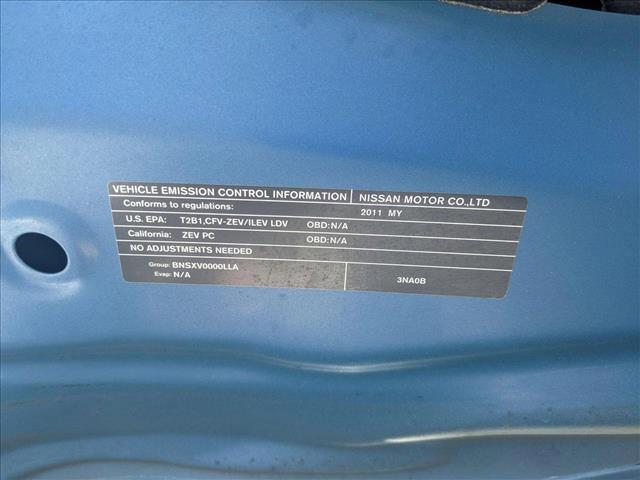 VEHICLE EMISSION CONTROL INFORMATION NISSAN MOTOR CO.,LTD
Conforms to regulations: 2011 MY
U.S. EPA: T2B1,CFV-ZEV/ILEV LDV OBD:N/A
California: ZEV PC OBD:N/A
NO ADJUSTMENTS NEEDED
Group: BNSXV0000LLA
Evap: N/A 3NA0B